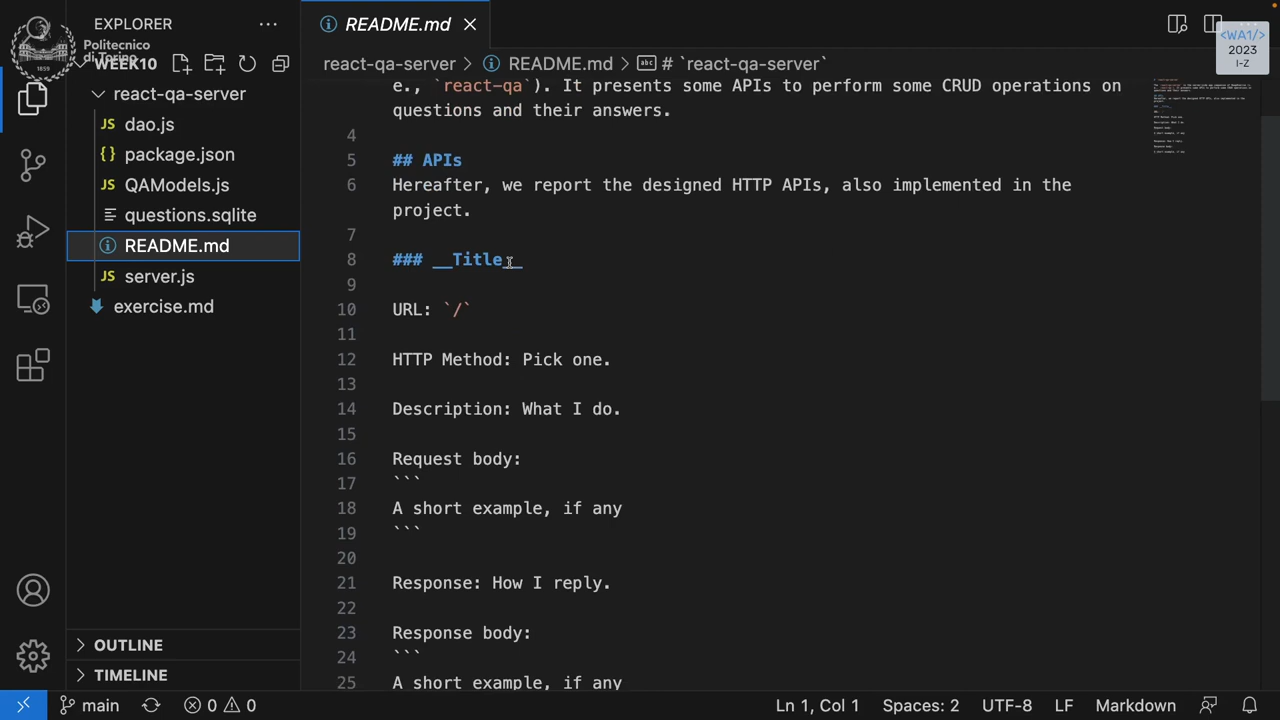 EXPLORER
README.md
Politecnico
di Torino
1859
WEEK10
react-qa-server
dao.js
package.json
QAModels.js
questions.sqlite
README.md
server.js
exercise.md
OUTLINE
TIMELINE
<WA1/>
2023
I-Z
react-qa-server > README.md > # `react-qa-server`
e., `react-qa`). It presents some APIs to perform some CRUD operations on
questions and their answers.
4
5 ## APIs
6 Hereafter, we report the designed HTTP APIs, also implemented in the
project.
7
8 ### __Title__
9
10 URL: `/`
11
12 HTTP Method: Pick one.
13
14 Description: What I do.
15
16 Request body:
17 ```
18 A short example, if any
19 ```
20
21 Response: How I reply.
22
23 Response body:
24 ```
25 A short example, if any
main
0 0
Ln 1, Col 1
Spaces: 2
UTF-8
LF
Markdown